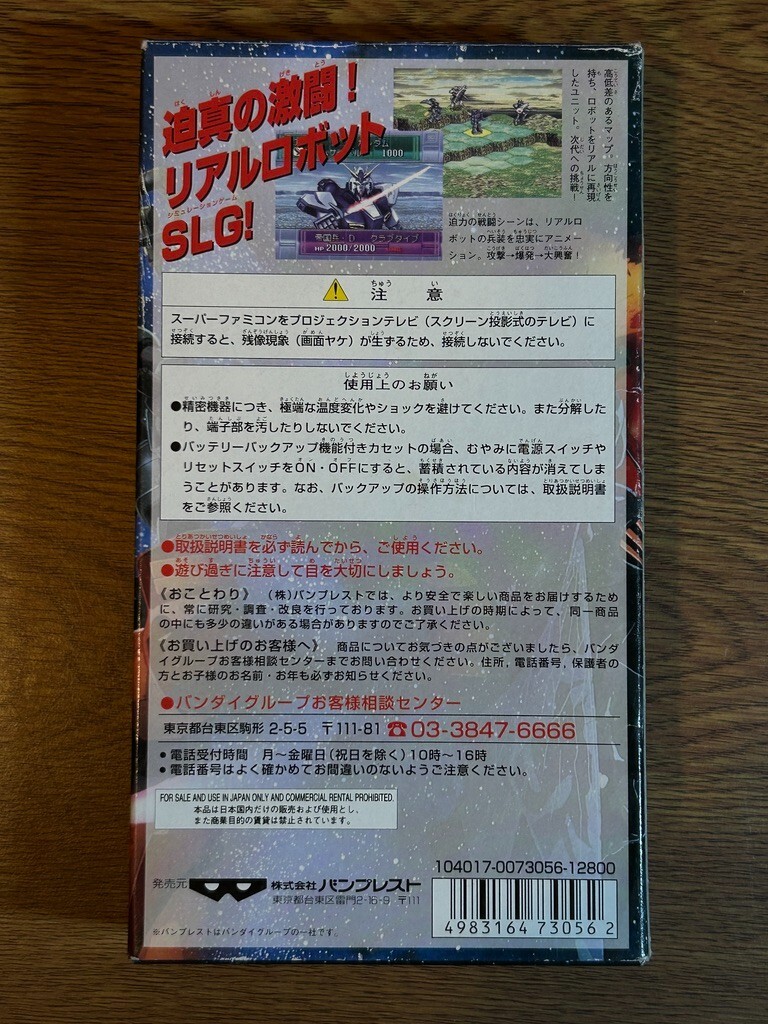 迫真の激闘！
リアルロボット
シミュレーションゲーム
SLG!
高低差のあるマップ。方向性を
持ち、ロボットをリアルに再現
したユニット。次代への挑戦！
1000
帝国兵・D クラブタイプ
HP 2000/2000
迫力の戦闘シーンは、リアルロ
ボットの兵装を忠実にアニメー
ション。攻撃→爆発→大興奮！
注 意
スーパーファミコンをプロジェクションテレビ（スクリーン投影式のテレビ）に
接続すると、残像現象（画面ヤケ）が生ずるため、接続しないでください。
使用上のお願い
●精密機器につき、極端な温度変化やショックを避けてください。また分解した
り、端子部を汚したりしないでください。
●バッテリーバックアップ機能付きカセットの場合、むやみに電源スイッチや
リセットスイッチをON・OFFにすると、蓄積されている内容が消えてしま
うことがあります。なお、バックアップの操作方法については、取扱説明書
をご参照ください。
●取扱説明書を必ず読んでから、ご使用ください。
●遊び過ぎに注意して目を大切にしましょう。
《おことわり》 （株）バンプレストでは、より安全で楽しい商品をお届けするため
に、常に研究・調査・改良を行っております。お買い上げの時期によって、同一商品
の中にも多少の違いがある場合がありますのでご了承ください。
《お買い上げのお客様へ》 商品についてお気づきの点がございましたら、バンダ
イグループお客様相談センターまでお問い合わせください。住所，電話番号，保護者の
方とお子様のお名前・お年も必ずお知らせください。
●バンダイグループお客様相談センター
東京都台東区駒形 2-5-5 〒111-81 ☎03-3847-6666
●電話受付時間 月〜金曜日（祝日を除く）10時〜16時
●電話番号はよく確かめてお間違いのないようご注意ください。
FOR SALE AND USE IN JAPAN ONLY AND COMMERCIAL RENTAL PROHIBITED.
本品は日本国内だけの販売および使用とし、
また商業目的の賃貸は禁止されています。
104017-0073056-12800
発売元 株式会社バンプレスト
東京都台東区雷門2-16-9 〒111
4983164 73056 2
※バンプレストはバンダイグループの一社です。